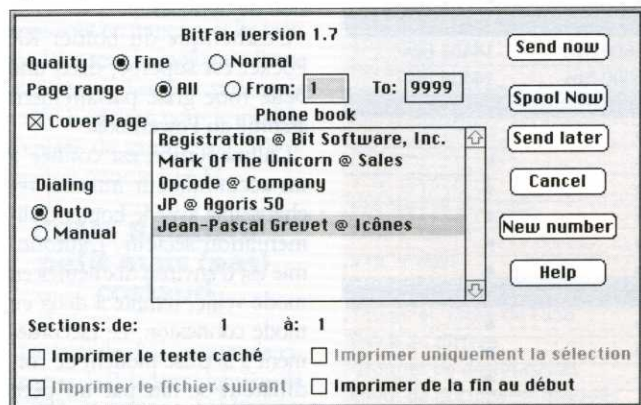 BitFax version 1.7
Send now
Quality Fine Normal
Page range All From: 1 To: 9999
Spool Now
Cover Page Phone book
Registration @ Bit Software, Inc.
Send later
Mark Of The Unicorn @ Sales
Dialing Opcode @ Company
Cancel
Auto JP @ Agoris 50
Manual Jean-Pascal Grevet @ Icônes
New number
Help
Sections: de: à: 1
Imprimer le texte caché Imprimer uniquement la sélection
Imprimer le fichier suivant Imprimer de la fin au début